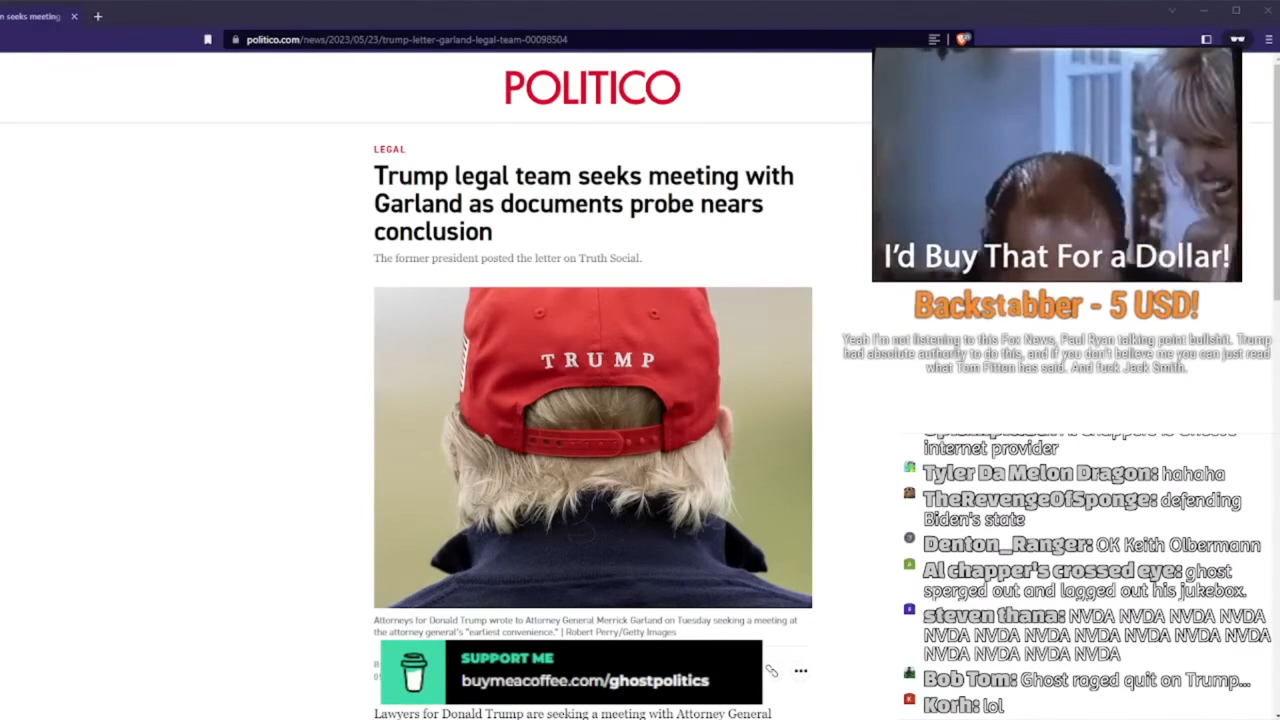 n seeks meeting
politico.com/news/2023/05/23/trump-letter-garland-legal-team-00098504
POLITICO
LEGAL
Trump legal team seeks meeting with
Garland as documents probe nears
conclusion
The former president posted the letter on Truth Social.
TRUMP
Attorneys for Donald Trump wrote to Attorney General Merrick Garland on Tuesday seeking a meeting at
the attorney general's "earliest convenience." | Robert Perry/Getty Images
SUPPORT ME
buymeacoffee.com/ghostpolitics
Lawyers for Donald Trump are seeking a meeting with Attorney General
I'd Buy That For a Dollar!
Backstabber - 5 USD!
Yeah I'm not listening to this Fox News, Paul Ryan talking point bullshit. Trump
had absolute authority to do this, and if you don't believe me you can just read
what Tom Fitton has said. And fuck Jack Smith.
internet provider
Tyler Da Melon Dragon: hahaha
TheRevengeOfSponge: defending
Biden's state
Denton_Ranger: OK Keith Olbermann
Al chapper's crossed eye: ghost
sperged out and lagged out his jukebox.
steven thana: NVDA NVDA NVDA NVDA
NVDA NVDA NVDA NVDA NVDA NVDA NVDA
NVDA NVDA NVDA NVDA
Bob Tom: Ghost raged quit on Trump...
Korh: lol